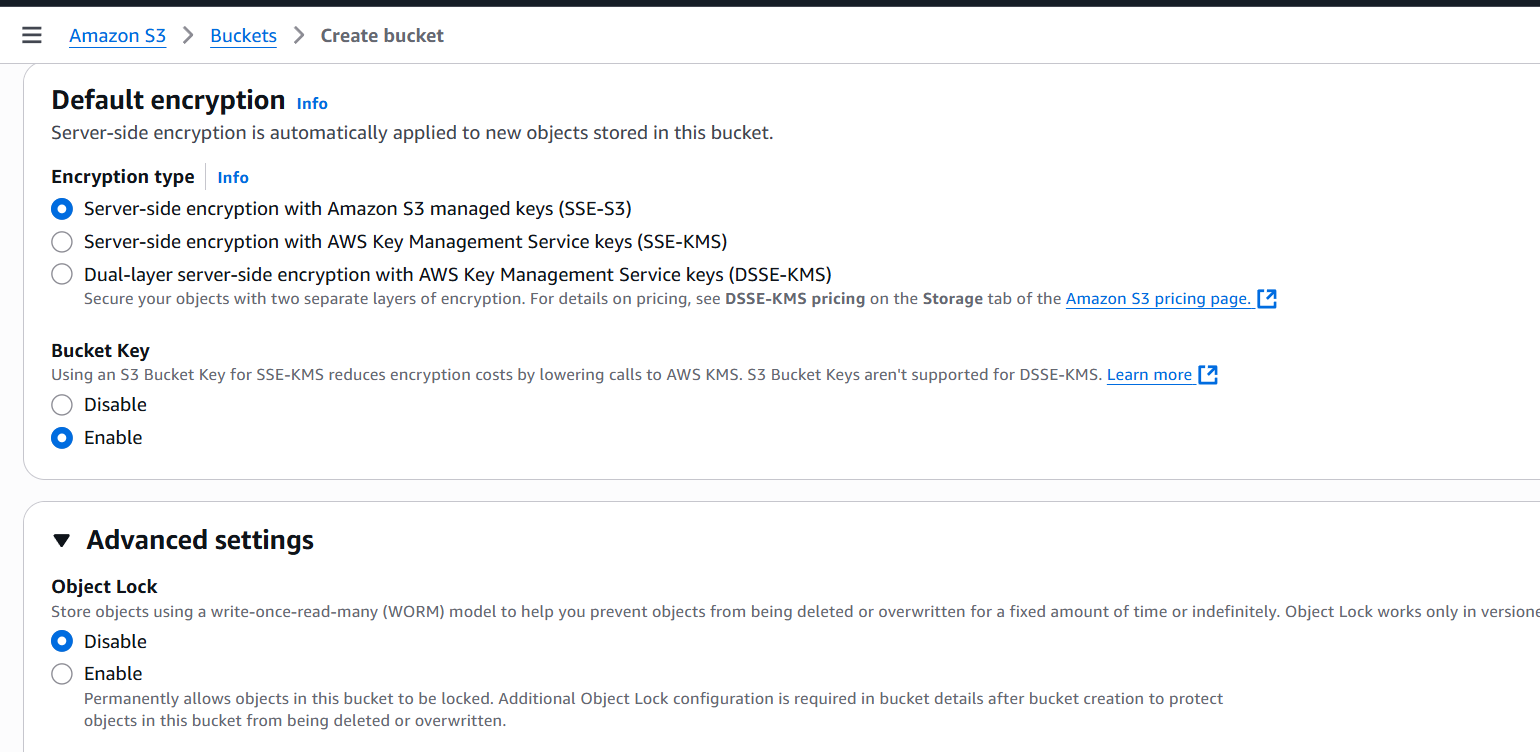 Amazon S3 > Buckets > Create bucket
Default encryption Info
Server-side encryption is automatically applied to new objects stored in this bucket.
Encryption type Info
Server-side encryption with Amazon S3 managed keys (SSE-S3)
Server-side encryption with AWS Key Management Service keys (SSE-KMS)
Dual-layer server-side encryption with AWS Key Management Service keys (DSSE-KMS)
Secure your objects with two separate layers of encryption. For details on pricing, see DSSE-KMS pricing on the Storage tab of the Amazon S3 pricing page.
Bucket Key
Using an S3 Bucket Key for SSE-KMS reduces encryption costs by lowering calls to AWS KMS. S3 Bucket Keys aren't supported for DSSE-KMS. Learn more
Disable
Enable
Advanced settings
Object Lock
Store objects using a write-once-read-many (WORM) model to help you prevent objects from being deleted or overwritten for a fixed amount of time or indefinitely. Object Lock works only in versione
Disable
Enable
Permanently allows objects in this bucket to be locked. Additional Object Lock configuration is required in bucket details after bucket creation to protect
objects in this bucket from being deleted or overwritten.